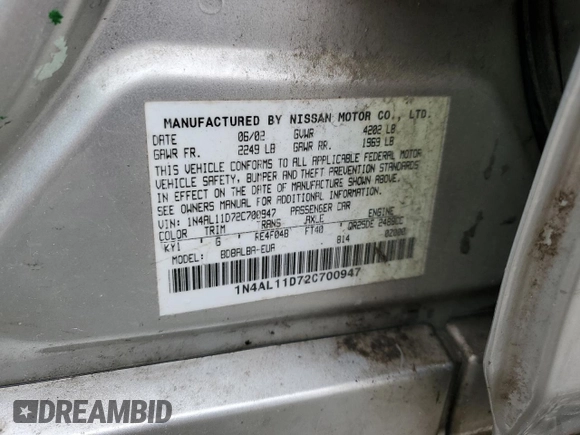 MANUFACTURED BY NISSAN MOTOR CO., LTD.
DATE 06/02 GVWR 4202 LB
GAWR FR. 2249 LB GAWR RR. 1969 LB
THIS VEHICLE CONFORMS TO ALL APPLICABLE FEDERAL MOTOR
VEHICLE SAFETY, BUMPER AND THEFT PREVENTION STANDARDS
IN EFFECT ON THE DATE OF MANUFACTURE SHOWN ABOVE.
SEE OWNERS MANUAL FOR ADDITIONAL INFORMATION.
VIN: 1N4AL11D72C700947 PASSENGER CAR
COLOR TRIM TRANS AXLE ENGINE
KY1 G RE4F04B FT40 QR25DE 2488CC
MODEL: BDBALBA-EUA 814
1N4AL11D72C700947
DREAMBID